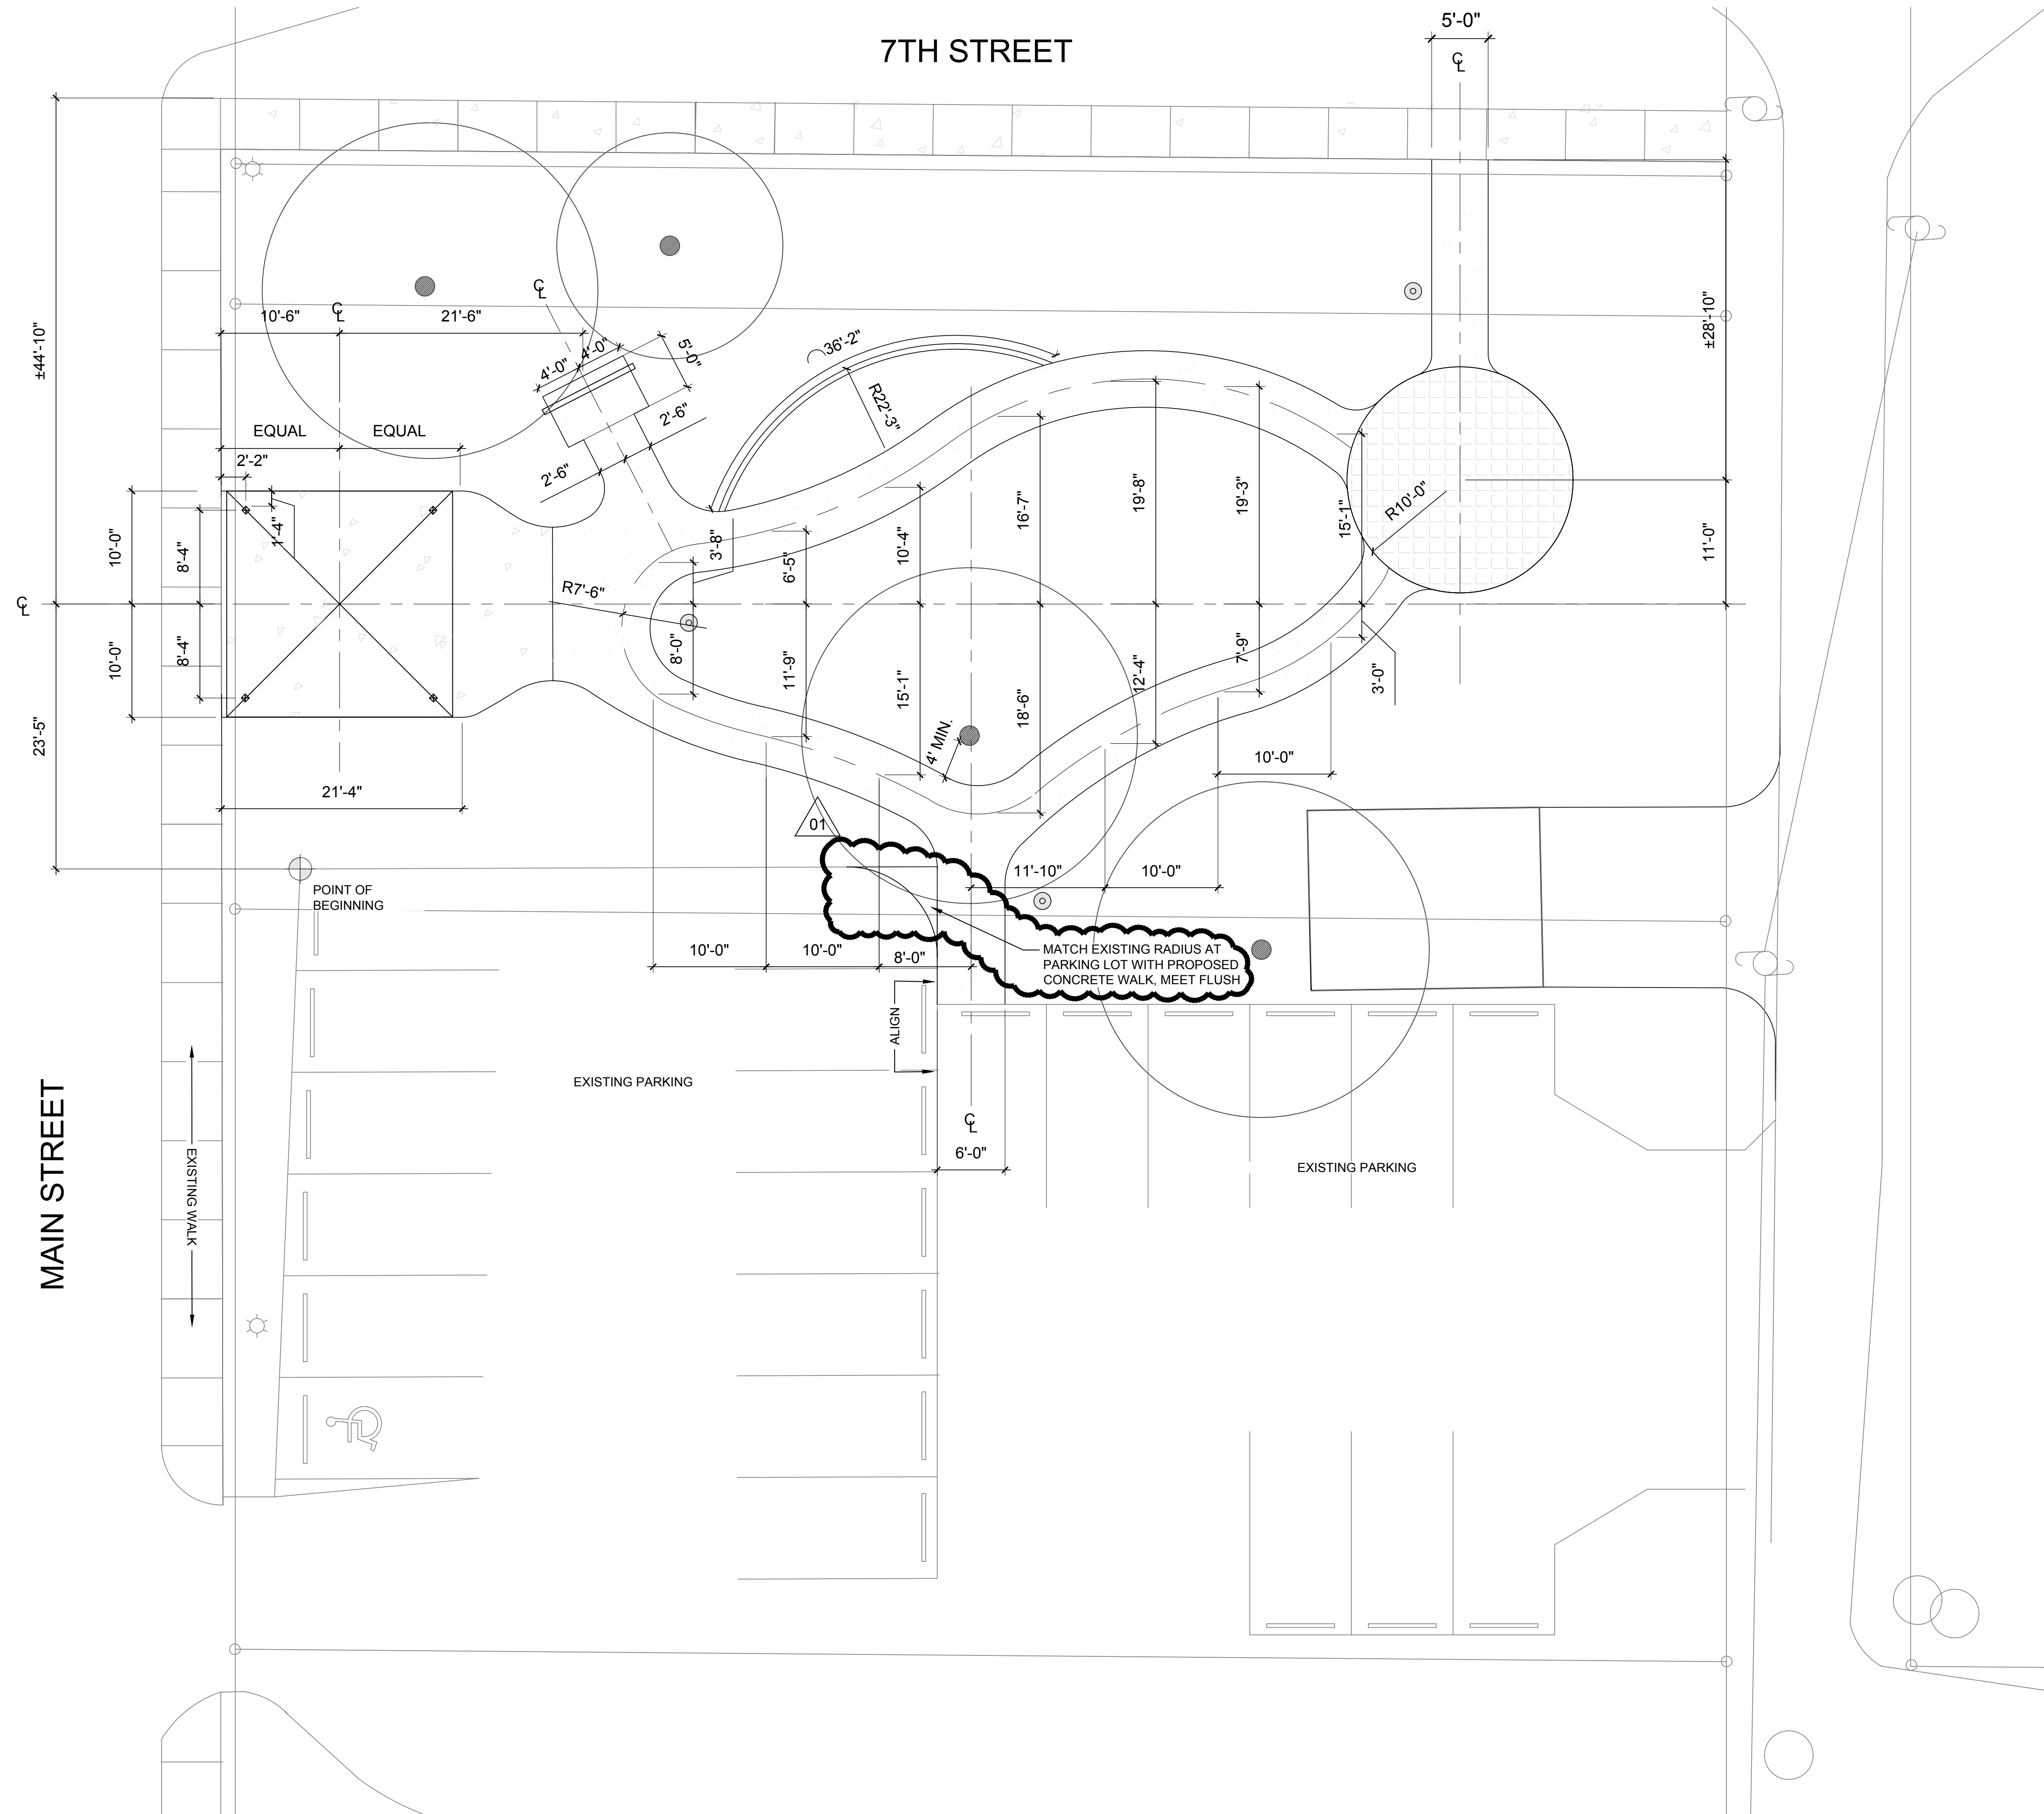 7TH STREET
5'-0"
C L
±44'-10"
10'-6"
C L
21'-6"
C L
4'-0"
4'-0"
5'-0"
36'-2"
R22'-3"
±28'-10"
EQUAL
EQUAL
2'-2"
2'-6"
2'-6"
1'-4"
10'-0"
8'-4"
3'-8"
6'-5"
10'-4"
16'-7"
19'-8"
19'-3"
15'-1"
R10'-0"
11'-0"
C L
R7'-6"
10'-0"
8'-4"
8'-0"
11'-9"
15'-1"
18'-6"
12'-4"
7'-9"
3'-0"
23'-5"
4' MIN.
10'-0"
21'-4"
01
POINT OF
BEGINNING
11'-10"
10'-0"
10'-0"
10'-0"
8'-0"
MATCH EXISTING RADIUS AT
PARKING LOT WITH PROPOSED
CONCRETE WALK, MEET FLUSH
ALIGN
EXISTING PARKING
C L
6'-0"
EXISTING PARKING
MAIN STREET
EXISTING WALK